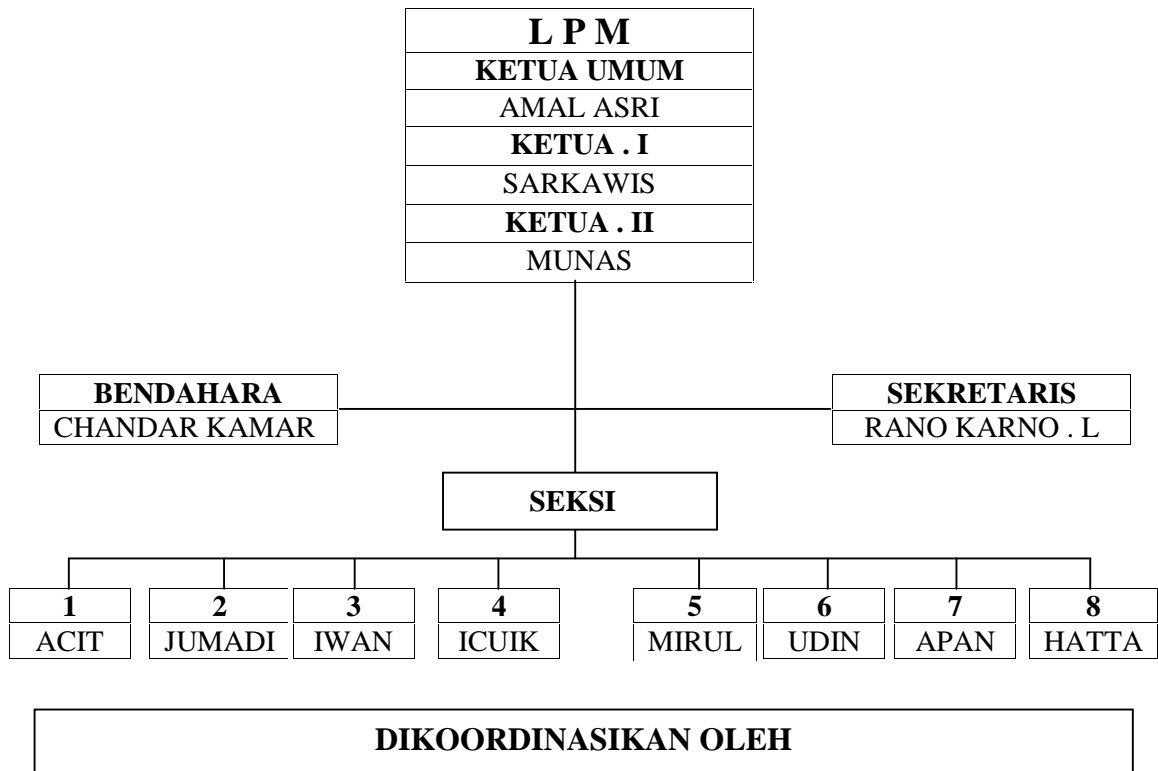 L P M
KETUA UMUM
AMAL ASRI
KETUA . I
SARKAWIS
KETUA . II
MUNAS
BENDAHARA
CHANDAR KAMAR
SEKRETARIS
RANO KARNO . L
SEKSI
1
ACIT
2
JUMADI
3
IWAN
4
ICUIK
5
MIRUL
6
UDIN
7
APAN
8
HATTA
DIKOORDINASIKAN OLEH